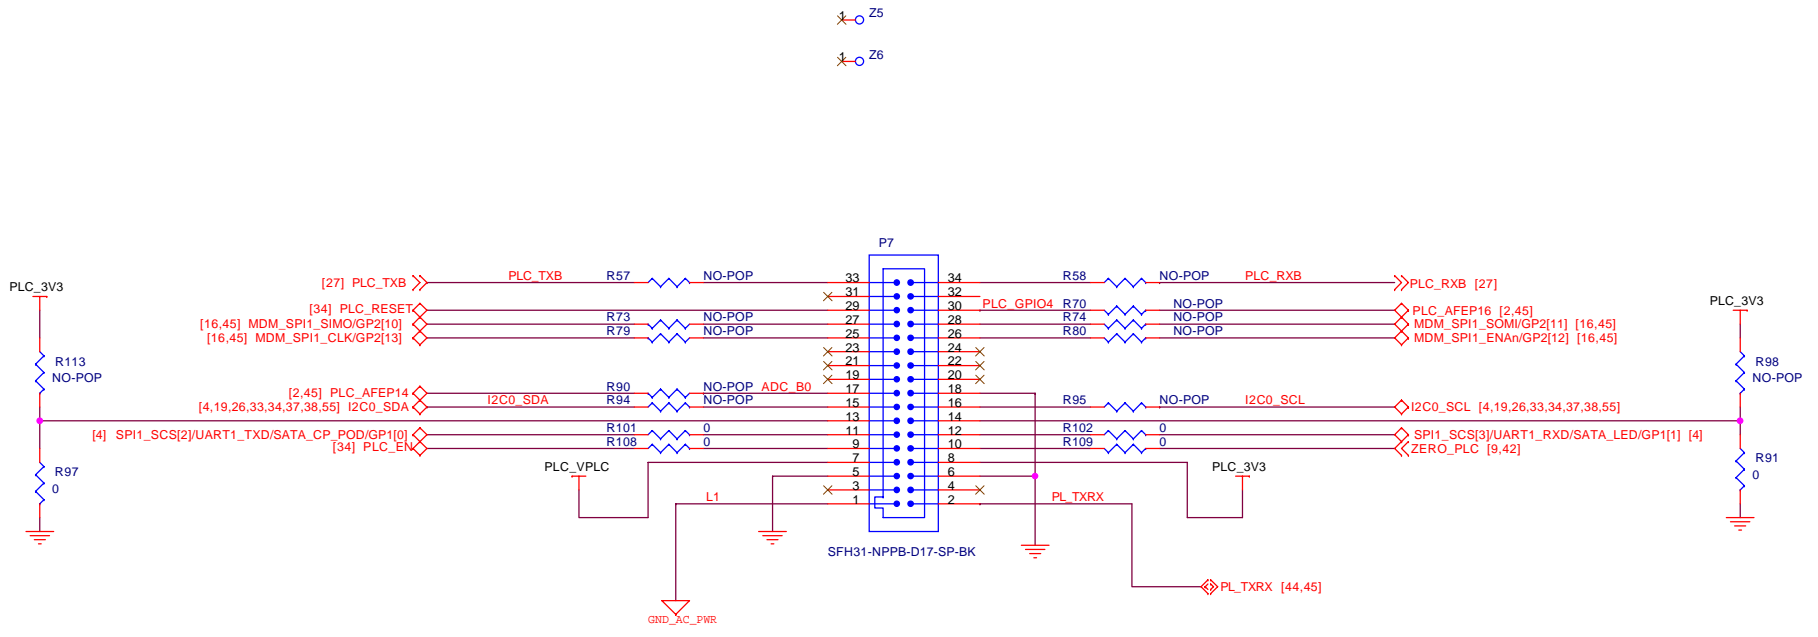 1 Z5
1 Z6
P7
[27] PLC_TXB PLC_TXB R57 NO-POP 33 34 R58 NO-POP PLC_RXB PLC_RXB [27]
PLC_3V3 31 32 PLC_3V3
[34] PLC_RESET 29 30 PLC_GPIO4 R70 NO-POP PLC_AFEP16 [2,45]
[16,45] MDM_SPI1_SIMO/GP2[10] R73 NO-POP 27 28 R74 NO-POP MDM_SPI1_SOMI/GP2[11] [16,45]
[16,45] MDM_SPI1_CLK/GP2[13] R79 NO-POP 25 26 R80 NO-POP MDM_SPI1_ENAn/GP2[12] [16,45]
23 24
R113 21 22 R98
NO-POP 19 20 NO-POP
[2,45] PLC_AFEP14 R90 NO-POP ADC_B0 17 18
[4,19,26,33,34,37,38,55] I2C0_SDA I2C0_SDA R94 NO-POP 15 16 R95 NO-POP I2C0_SCL I2C0_SCL [4,19,26,33,34,37,38,55]
13 14
[4] SPI1_SCS[2]/UART1_TXD/SATA_CP_POD/GP1[0] R101 0 11 12 R102 0 SPI1_SCS[3]/UART1_RXD/SATA_LED/GP1[1] [4]
[34] PLC_EN R108 0 9 10 R109 0 ZERO_PLC [9,42]
R97 PLC_VPLC 7 8 PLC_3V3 R91
0 5 6 0
3 4
L1 1 2 PL_TXRX
SFH31-NPPB-D17-SP-BK
PL_TXRX [44,45]
GND_AC_PWR